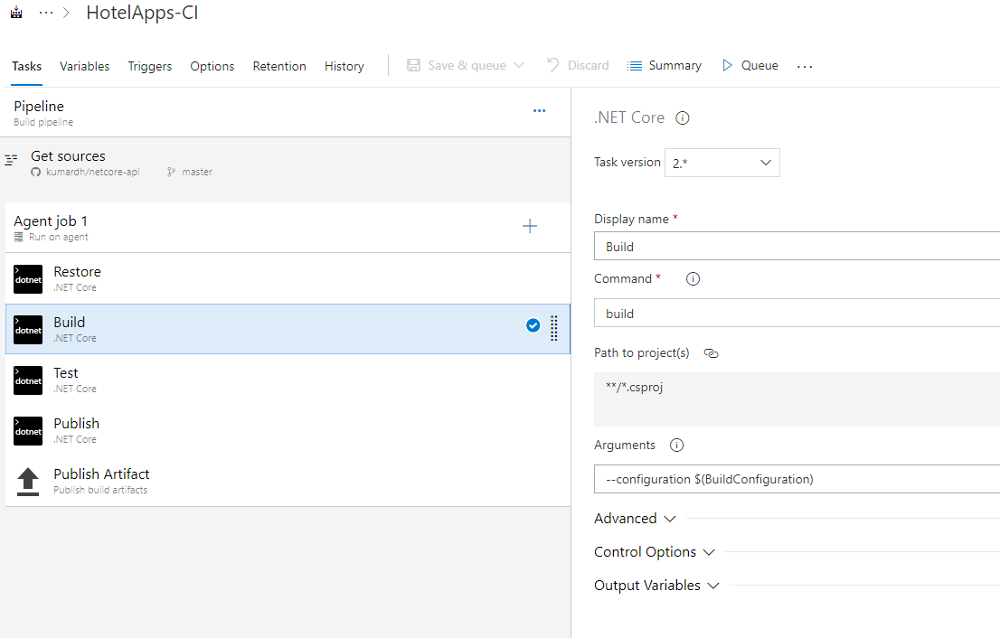 ··· > HotelApps-CI
Tasks Variables Triggers Options Retention History Save & queue Discard Summary Queue ···
Pipeline
Build pipeline
Get sources
kumardh/netcore-api master
Agent job 1
Run on agent
>
dotnet
Restore
.NET Core
>
dotnet
Build
.NET Core
>
dotnet
Test
.NET Core
>
dotnet
Publish
.NET Core
Publish Artifact
Publish build artifacts
.NET Core
Task version 2.*
Display name *
Build
Command *
build
Path to project(s)
**/*.csproj
Arguments
--configuration $(BuildConfiguration)
Advanced
Control Options
Output Variables